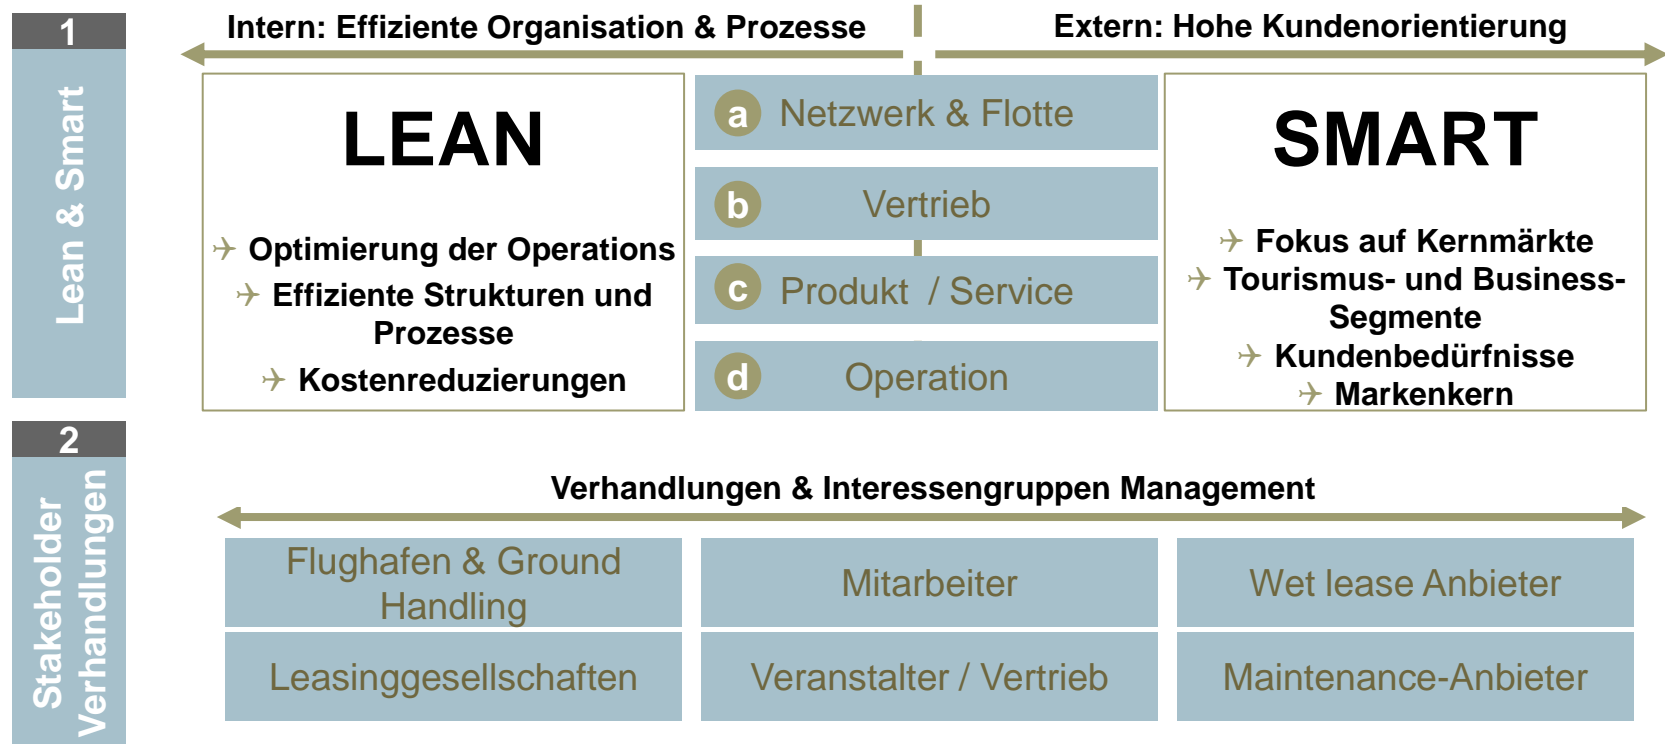 1
Lean & Smart
Intern: Effiziente Organisation & Prozesse
Extern: Hohe Kundenorientierung
LEAN
Optimierung der Operations
Effiziente Strukturen und
Prozesse
Kostenreduzierungen
a Netzwerk & Flotte
b Vertrieb
c Produkt / Service
d Operation
SMART
Fokus auf Kernmärkte
Tourismus- und Business-
Segmente
Kundenbedürfnisse
Markenkern
2
Stakeholder
Verhandlungen
Verhandlungen & Interessengruppen Management
Flughafen & Ground
Handling
Mitarbeiter
Wet lease Anbieter
Leasinggesellschaften
Veranstalter / Vertrieb
Maintenance-Anbieter